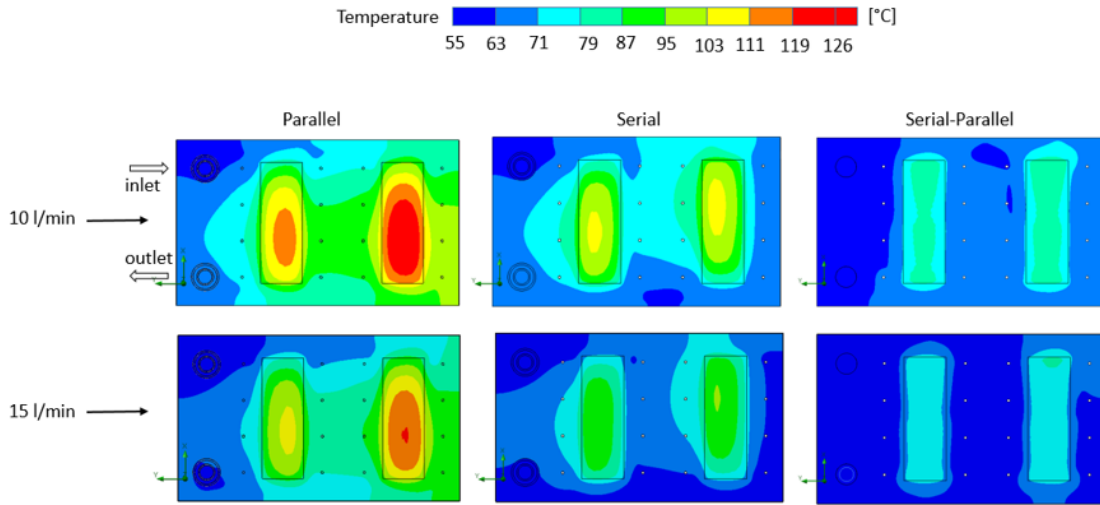 Temperature [°C]
55 63 71 79 87 95 103 111 119 126
Parallel Serial Serial-Parallel
inlet
10 l/min
outlet
15 l/min